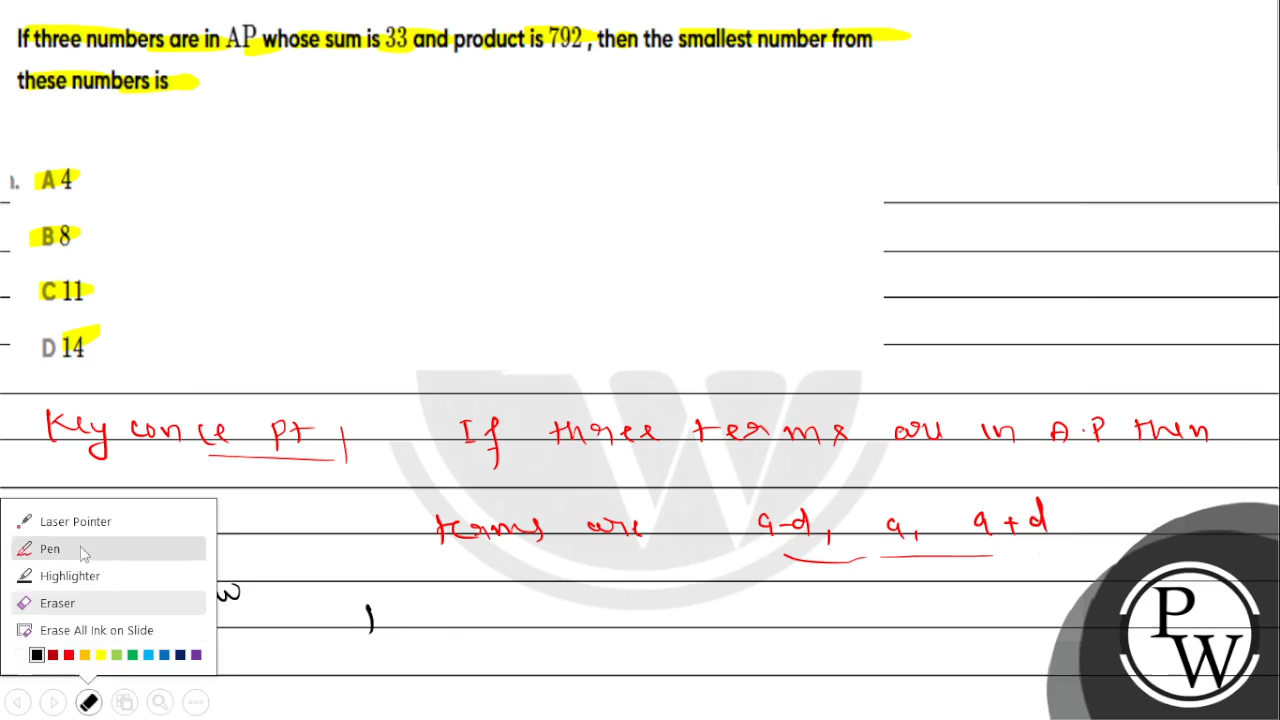 If three numbers are in AP whose sum is 33 and product is 792, then the smallest number from
these numbers is
A 4
B 8
C 11
D 14
Key concept | If three terms are in A.P then
terms are a-d, a, a+d
Laser Pointer
Pen
Highlighter
Eraser
Erase All Ink on Slide
P
W